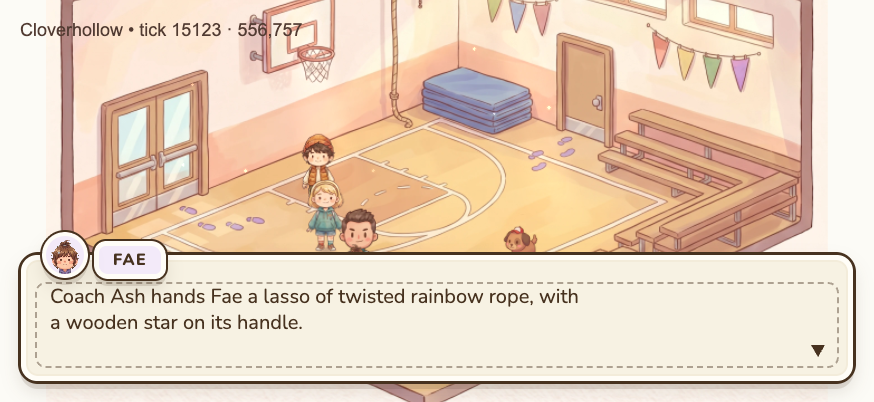 Cloverhollow • tick 15123 · 556,757
FAE
Coach Ash hands Fae a lasso of twisted rainbow rope, with
a wooden star on its handle.